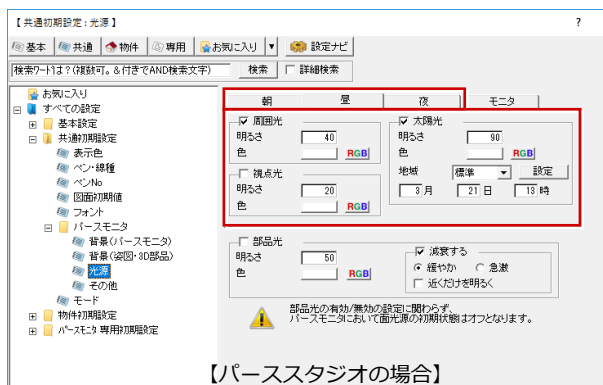 【 共通初期設定 : 光源 】 ?
基本 共通 物件 専用 お気に入り ▼ 設定ナビ
検索ワードは?(複数可。&付きでAND検索文字) 検索 詳細検索
お気に入り
すべての設定
基本設定
共通初期設定
表示色
ペン・線種
ペンNo
図面初期値
フォント
パースモニタ
背景(パースモニタ)
背景(姿図・3D部品)
光源
その他
モード
物件初期設定
パースモニタ 専用初期設定
朝 昼 夜 モニタ
周囲光
明るさ 40
色 RGB
視点光
明るさ 20
色 RGB
太陽光
明るさ 90
色 RGB
地域 標準 設定
3 月 21 日 13 時
部品光
明るさ 50
色 RGB
減衰する
緩やか 急激
近くだけを明るく
部品光の有効/無効の設定に関わらず、
パースモニタにおいて面光源の初期状態はオフとなります。
【パーススタジオの場合】